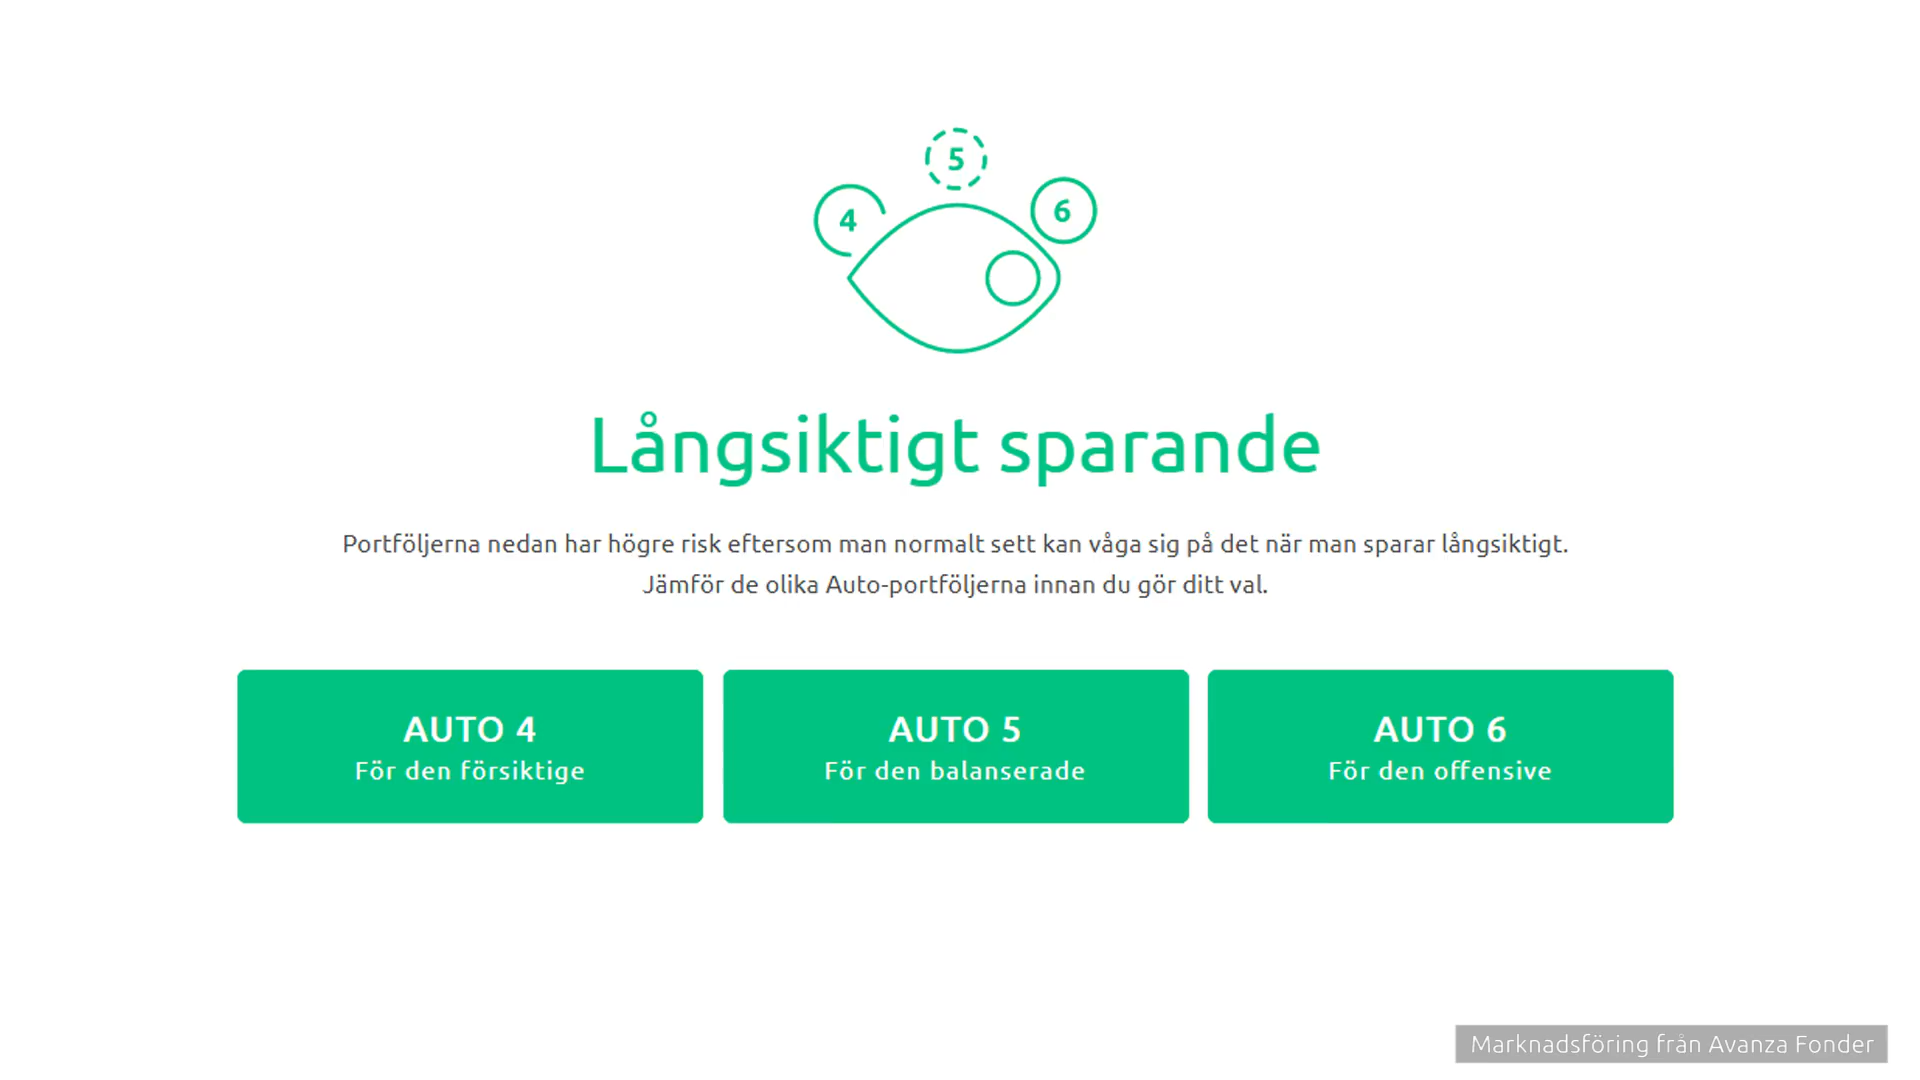 5
4
6
Långsiktigt sparande
Portföljerna nedan har högre risk eftersom man normalt sett kan våga sig på det när man sparar långsiktigt.
Jämför de olika Auto-portföljerna innan du gör ditt val.
AUTO 4
För den försiktige
AUTO 5
För den balanserade
AUTO 6
För den offensive
Marknadsföring från Avanza Fonder